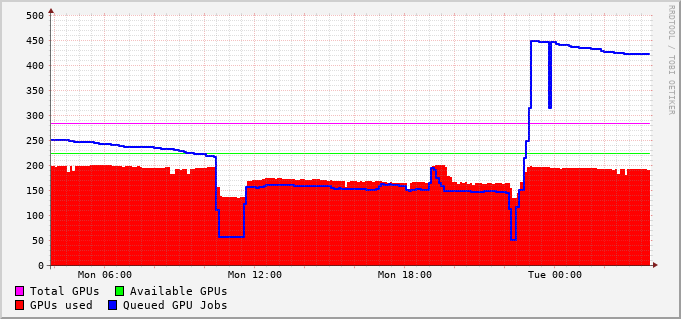 500
450
400
350
300
250
200
150
100
50
0
Mon 06:00 Mon 12:00 Mon 18:00 Tue 00:00
Total GPUs Available GPUs
GPUs used Queued GPU Jobs
RRDTOOL / TOBI OETIKER